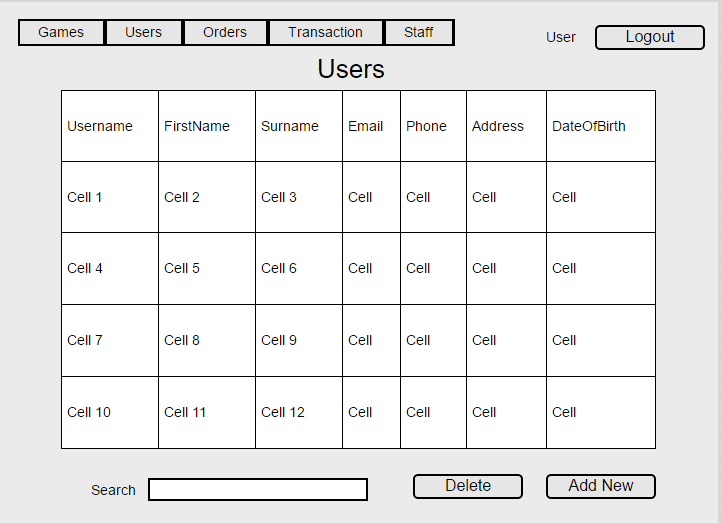 Games Users Orders Transaction Staff User Logout
Users
Username FirstName Surname Email Phone Address DateOfBirth
Cell 1 Cell 2 Cell 3 Cell Cell Cell Cell
Cell 4 Cell 5 Cell 6 Cell Cell Cell Cell
Cell 7 Cell 8 Cell 9 Cell Cell Cell Cell
Cell 10 Cell 11 Cell 12 Cell Cell Cell Cell
Search Delete Add New